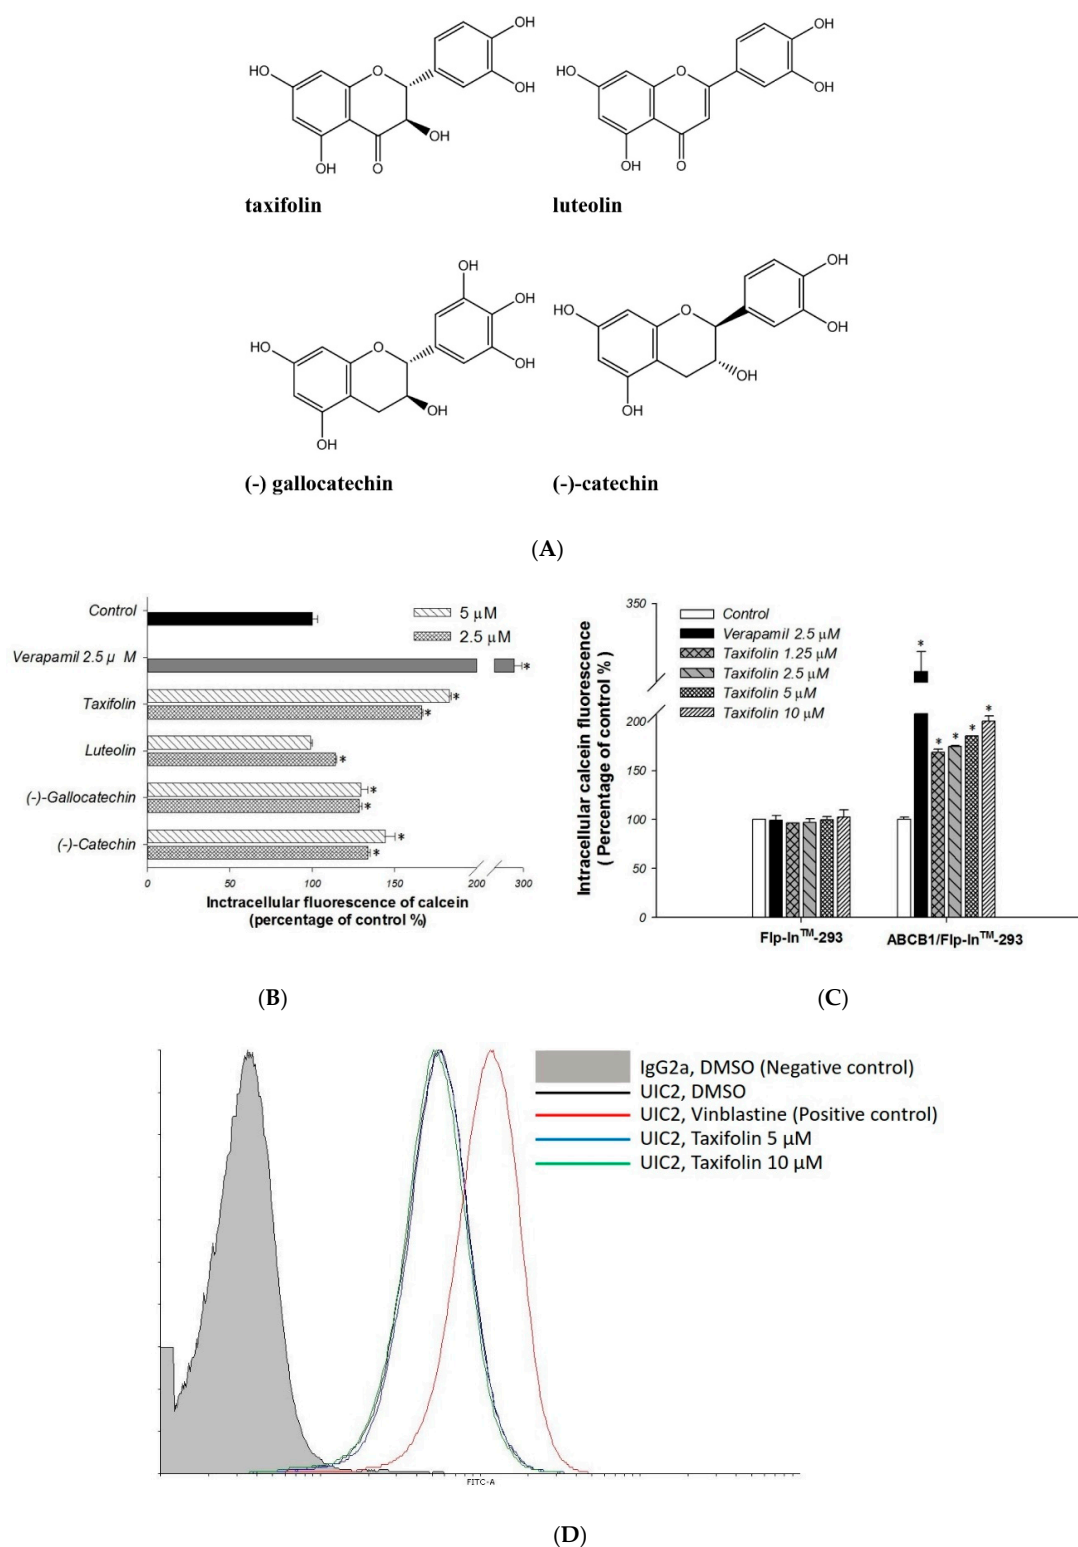 OH
HO
O
OH
OH
OH
O
taxifolin
OH
HO
O
OH
OH
O
luteolin
OH
OH
HO
O
OH
OH
OH
(-) gallocatechin
OH
HO
O
OH
OH
OH
(-)-catechin
(A)
Control
Verapamil 2.5 μ M
Taxifolin
Luteolin
(-)-Gallocatechin
(-)-Catechin
5 μM
2.5 μM
*
*
*
*
*
*
*
*
0 50 100 150 200 300
Inctracellular fluorescence of calcein
(percentage of control %)
(B)
Intracellular calcein fluorescence
( Percentage of control % )
350
200
150
100
50
0
Control
Verapamil 2.5 μM
Taxifolin 1.25 μM
Taxifolin 2.5 μM
Taxifolin 5 μM
Taxifolin 10 μM
*
*
*
*
*
Flp-In™-293
ABCB1/Flp-In™-293
(C)
IgG2a, DMSO (Negative control)
UIC2, DMSO
UIC2, Vinblastine (Positive control)
UIC2, Taxifolin 5 μM
UIC2, Taxifolin 10 μM
FITC-A
(D)